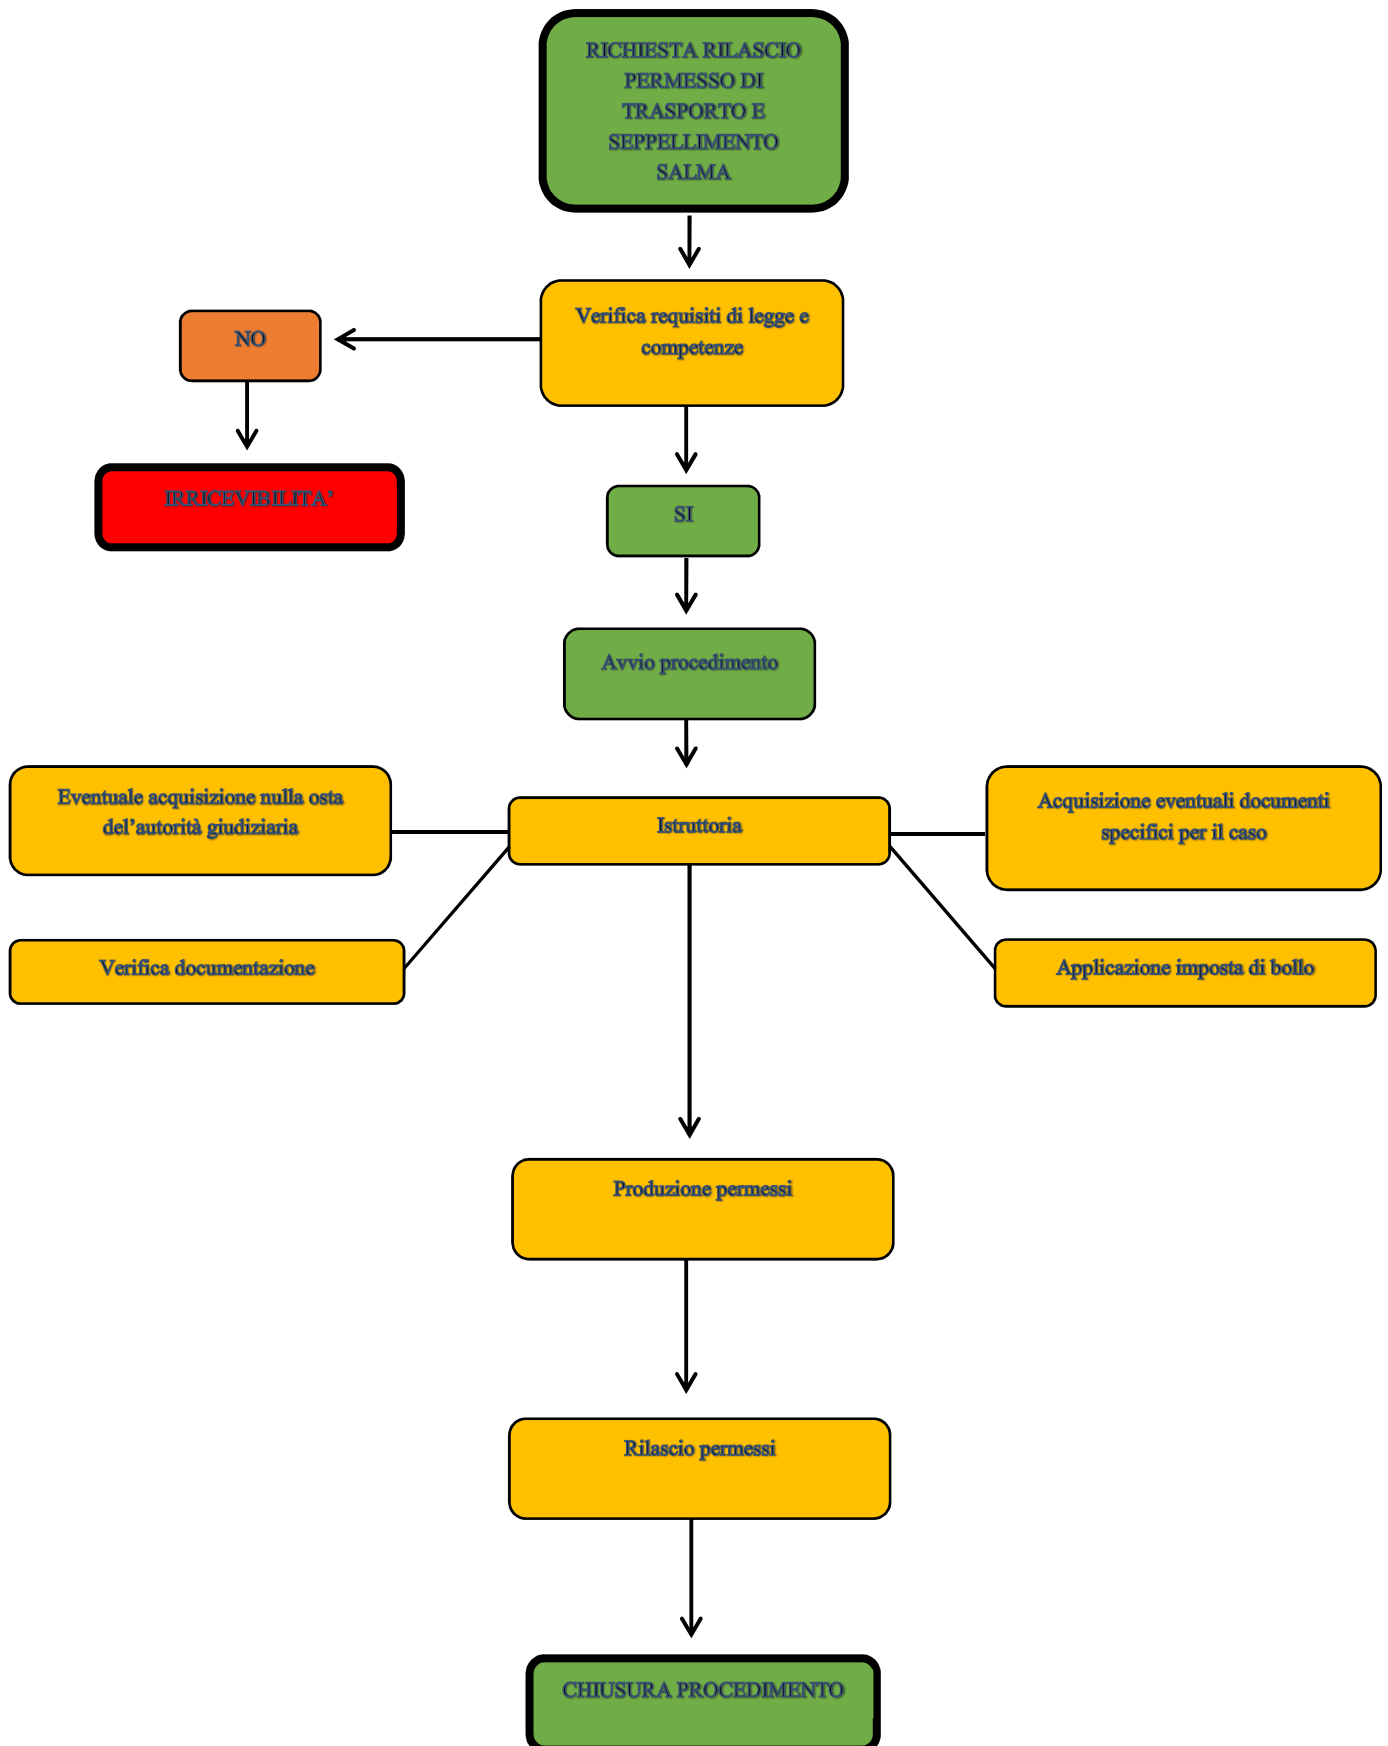 RICHIESTA RILASCIO
PERMESSO DI
TRASPORTO E
SEPPELLIMENTO
SALMA
Verifica requisiti di legge e
competenze
NO
IRRICEVIBILITA’
SI
Avvio procedimento
Eventuale acquisizione nulla osta
del’autorità giudiziaria
Istruttoria
Acquisizione eventuali documenti
specifici per il caso
Verifica documentazione
Applicazione imposta di bollo
Produzione permessi
Rilascio permessi
CHIUSURA PROCEDIMENTO